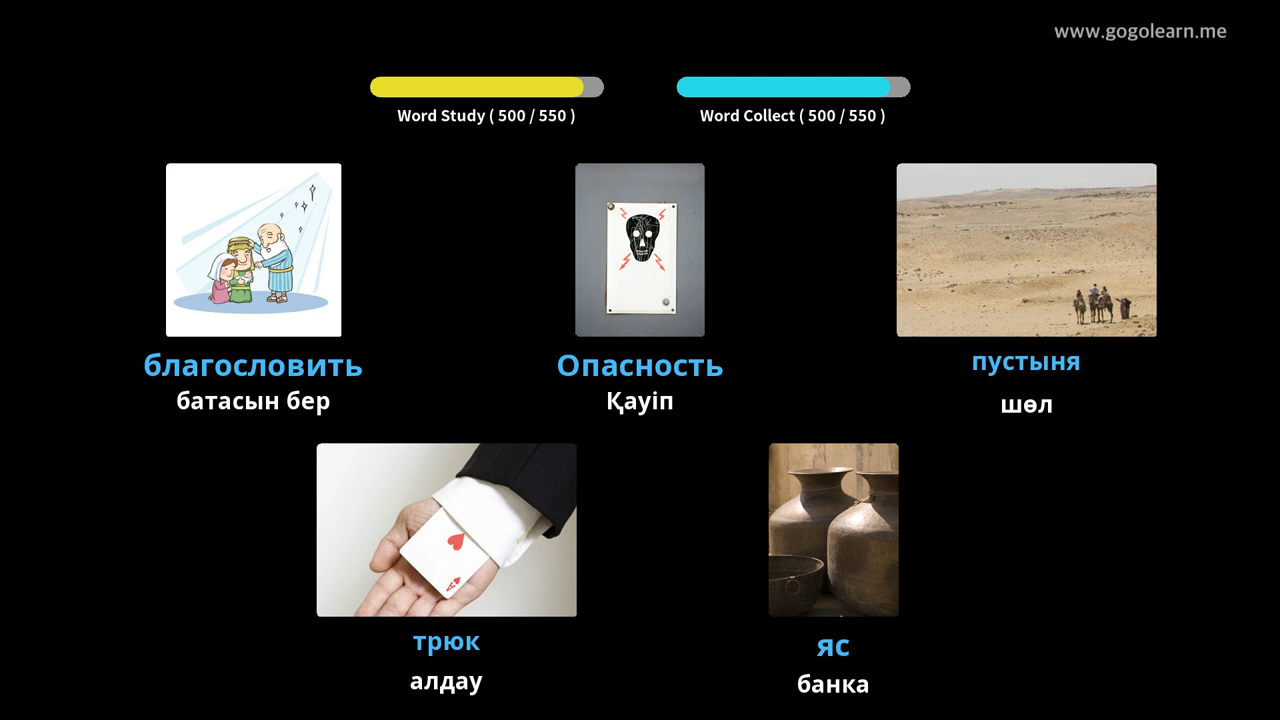 www.gogolearn.me
Word Study ( 500 / 550 )
Word Collect ( 500 / 550 )
благословить
батасын бер
Опасность
Қауіп
пустыня
шөл
трюк
алдау
яс
банка